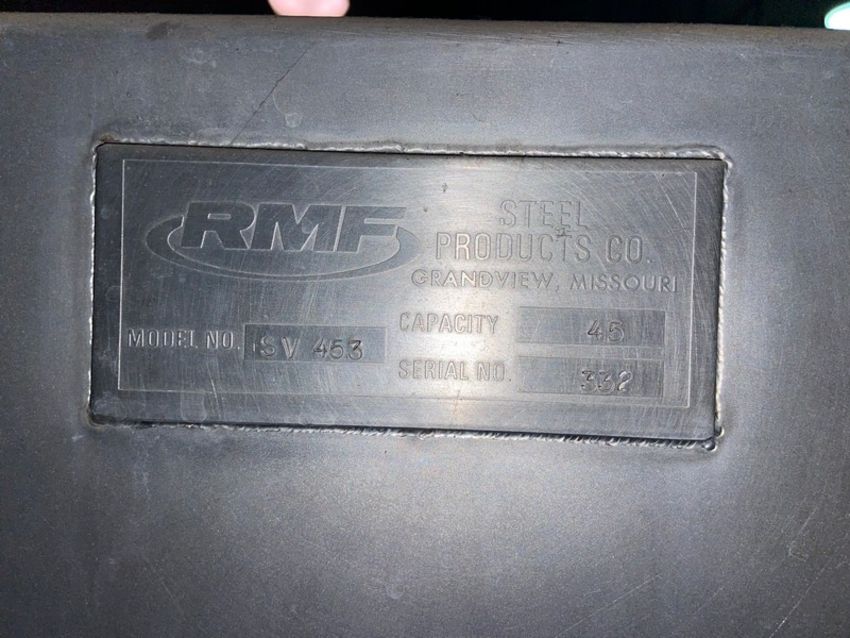 RMF
STEEL
PRODUCTS CO.
GRANDVIEW, MISSOURI
MODEL NO. SV 453
CAPACITY 45
SERIAL NO. 332